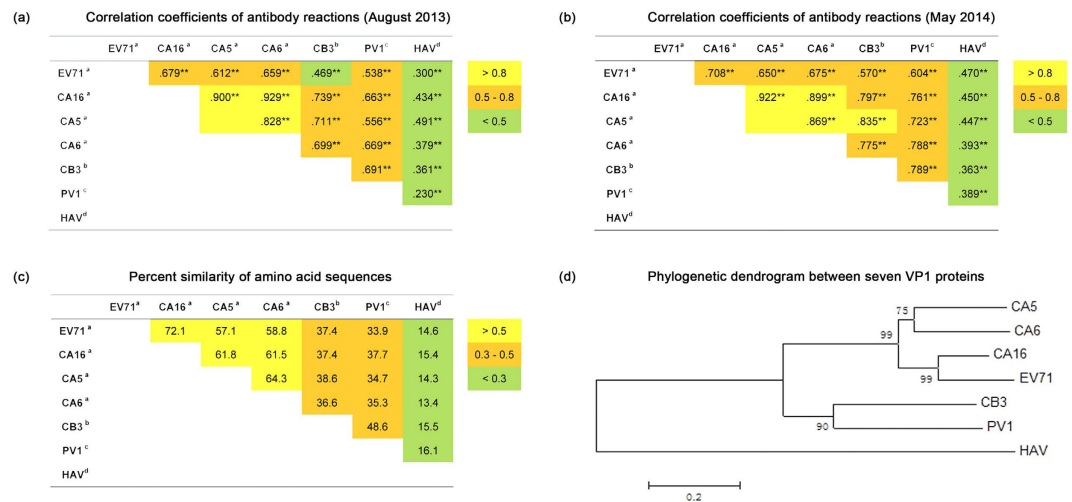 (a) Correlation coefficients of antibody reactions (August 2013)
EV71ᵃ CA16ᵃ CA5ᵃ CA6ᵃ CB3ᵇ PV1ᶜ HAVᵈ
EV71ᵃ .679** .612** .659** .469** .538** .300** > 0.8
CA16ᵃ .900** .929** .739** .663** .434** 0.5 - 0.8
CA5ᵃ .828** .711** .556** .491** < 0.5
CA6ᵃ .699** .669** .379**
CB3ᵇ .691** .361**
PV1ᶜ .230**
HAVᵈ
(b) Correlation coefficients of antibody reactions (May 2014)
EV71ᵃ CA16ᵃ CA5ᵃ CA6ᵃ CB3ᵇ PV1ᶜ HAVᵈ
EV71ᵃ .708** .650** .675** .570** .604** .470** > 0.8
CA16ᵃ .922** .899** .797** .761** .450** 0.5 - 0.8
CA5ᵃ .869** .835** .723** .447** < 0.5
CA6ᵃ .775** .788** .393**
CB3ᵇ .789** .363**
PV1ᶜ .389**
HAVᵈ
(c) Percent similarity of amino acid sequences
EV71ᵃ CA16ᵃ CA5ᵃ CA6ᵃ CB3ᵇ PV1ᶜ HAVᵈ
EV71ᵃ 72.1 57.1 58.8 37.4 33.9 14.6 > 0.5
CA16ᵃ 61.8 61.5 37.4 37.7 15.4 0.3 - 0.5
CA5ᵃ 64.3 38.6 34.7 14.3 < 0.3
CA6ᵃ 36.6 35.3 13.4
CB3ᵇ 48.6 15.5
PV1ᶜ 16.1
HAVᵈ
(d) Phylogenetic dendrogram between seven VP1 proteins
CA5
75
CA6
99
CA16
99
EV71
CB3
90
PV1
HAV
0.2